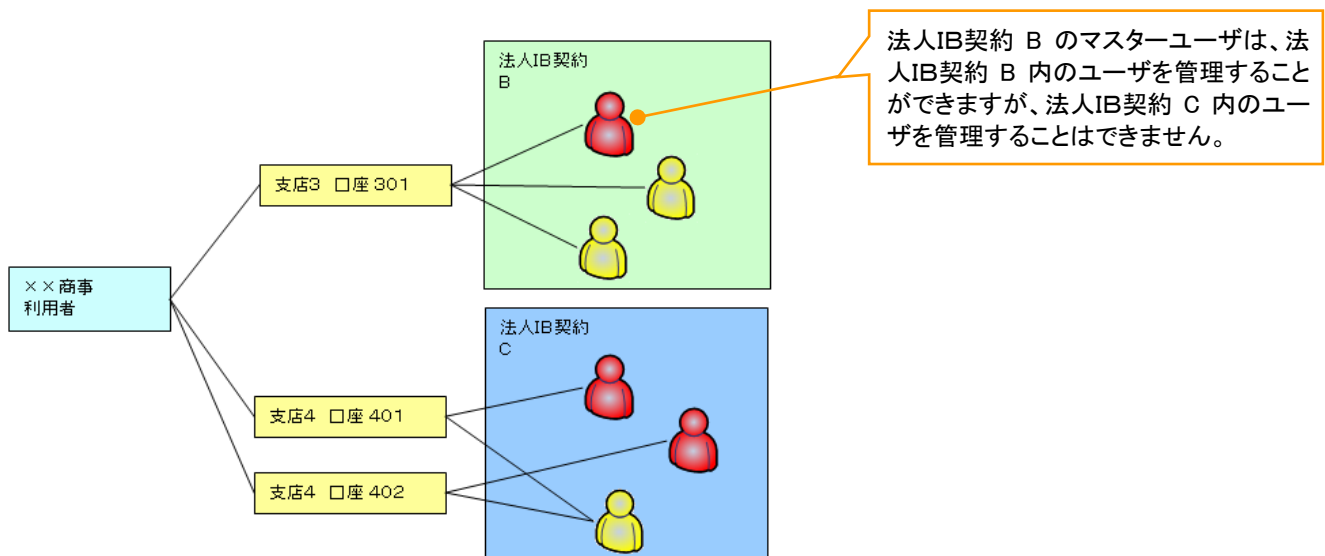 法人IB契約
B
法人IB契約 B のマスターユーザは、法
人IB契約 B 内のユーザを管理すること
ができますが、法人IB契約 C 内のユー
ザを管理することはできません。
支店3 口座 301
××商事
利用者
法人IB契約
C
支店4 口座 401
支店4 口座 402